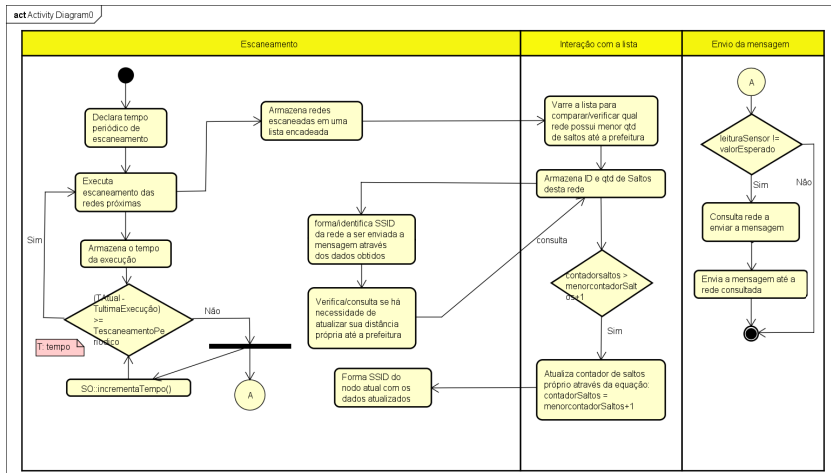 act Activity Diagram0
Escaneamento
Interação com a lista
Envio da mensagem
Declara tempo
periódico de
escaneamento
Executa
escaneamento das
redes próximas
Armazena o tempo
da execução
Sim
(TAtual -
TultimaExecução)
>=
TescaneamentoPe
riodico
Não
T: tempo
SO::incrementaTempo()
A
Armazena redes
escaneadas em uma
lista encadeada
forma/identifica SSID
da rede a ser enviada a
mensagem através
dos dados obtidos
Verifica/consulta se há
necessidade de
atualizar sua distância
própria até a prefeitura
consulta
Forma SSID do
nodo atual com os
dados atualizados
Varre a lista para
comparar/verificar qual
rede possui menor qtd
de saltos até a prefeitura
Armazena ID e qtd de Saltos
desta rede
contadorsaltos >
menorcontadorSalt
os+1
Sim
Atualiza contador de saltos
próprio através da equação:
contadorSaltos =
menorcontadorSaltos+1
A
leituraSensor !=
valorEsperado
Sim
Não
Consulta rede a
enviar a mensagem
Envia a mensagem até a
rede consultada